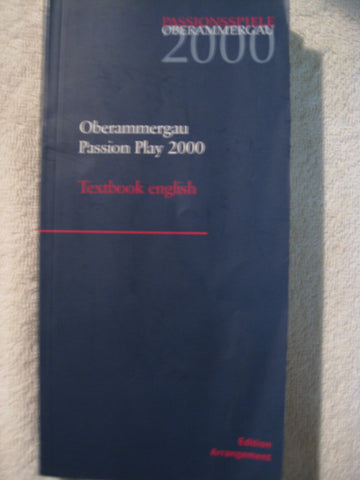 PASSIONSSPIELE
OBERAMMERGAU
2000
Oberammergau
Passion Play 2000
Textbook english
Edition
Arrangement